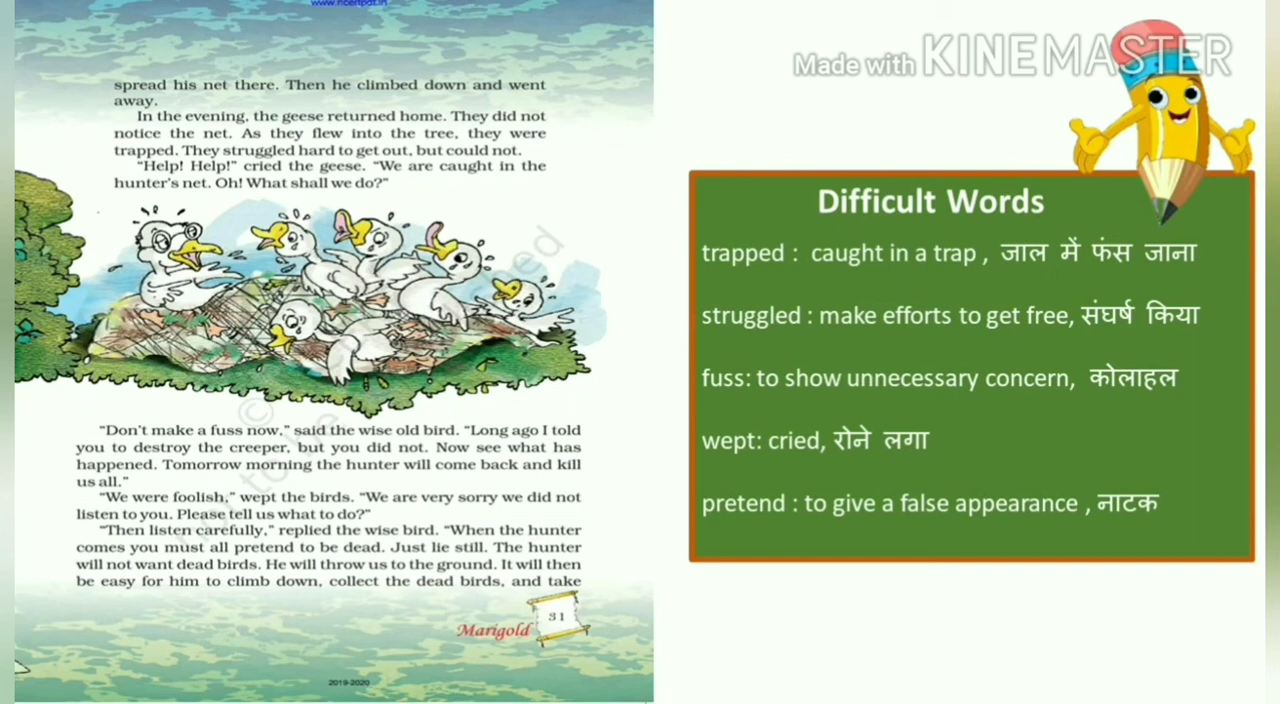 www.ncertpdf.in
spread his net there. Then he climbed down and went
away.
In the evening, the geese returned home. They did not
notice the net. As they flew into the tree, they were
trapped. They struggled hard to get out, but could not.
“Help! Help!” cried the geese. “We are caught in the
hunter's net. Oh! What shall we do?”
“Don't make a fuss now,” said the wise old bird. “Long ago I told
you to destroy the creeper, but you did not. Now see what has
happened. Tomorrow morning the hunter will come back and kill
us all.”
“We were foolish,” wept the birds. “We are very sorry we did not
listen to you. Please tell us what to do?”
“Then listen carefully,” replied the wise bird. “When the hunter
comes you must all pretend to be dead. Just lie still. The hunter
will not want dead birds. He will throw us to the ground. It will then
be easy for him to climb down, collect the dead birds, and take
Marigold
31
2019-2020
Made with KINEMASTER
Difficult Words
trapped : caught in a trap , जाल में फंस जाना
struggled : make efforts to get free, संघर्ष किया
fuss: to show unnecessary concern, कोलाहल
wept: cried, रोने लगा
pretend : to give a false appearance , नाटक